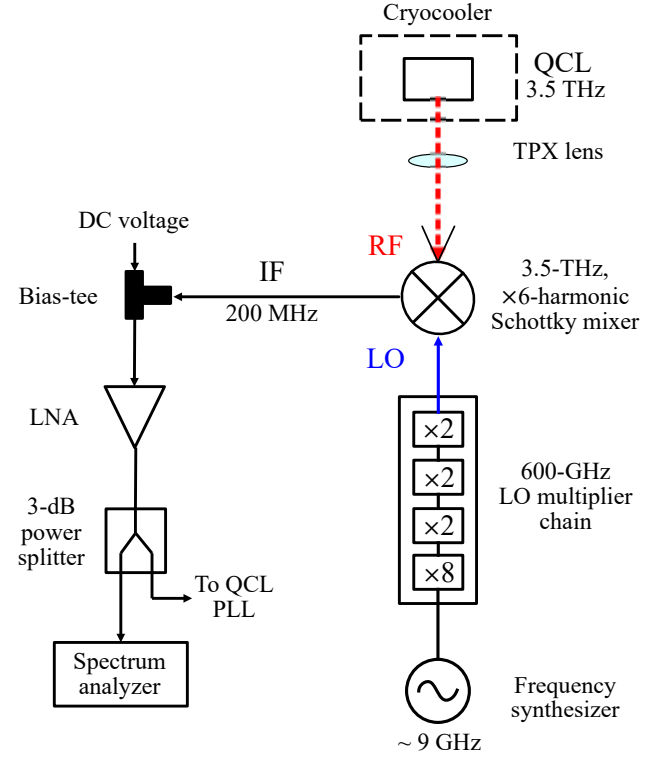 Cryocooler
QCL
3.5 THz
TPX lens
DC voltage
RF
IF
Bias-tee
200 MHz
3.5-THz,
×6-harmonic
Schottky mixer
LO
LNA
×2
×2
×2
×8
600-GHz
LO multiplier
chain
3-dB
power
splitter
To QCL
PLL
Spectrum
analyzer
Frequency
synthesizer
~ 9 GHz